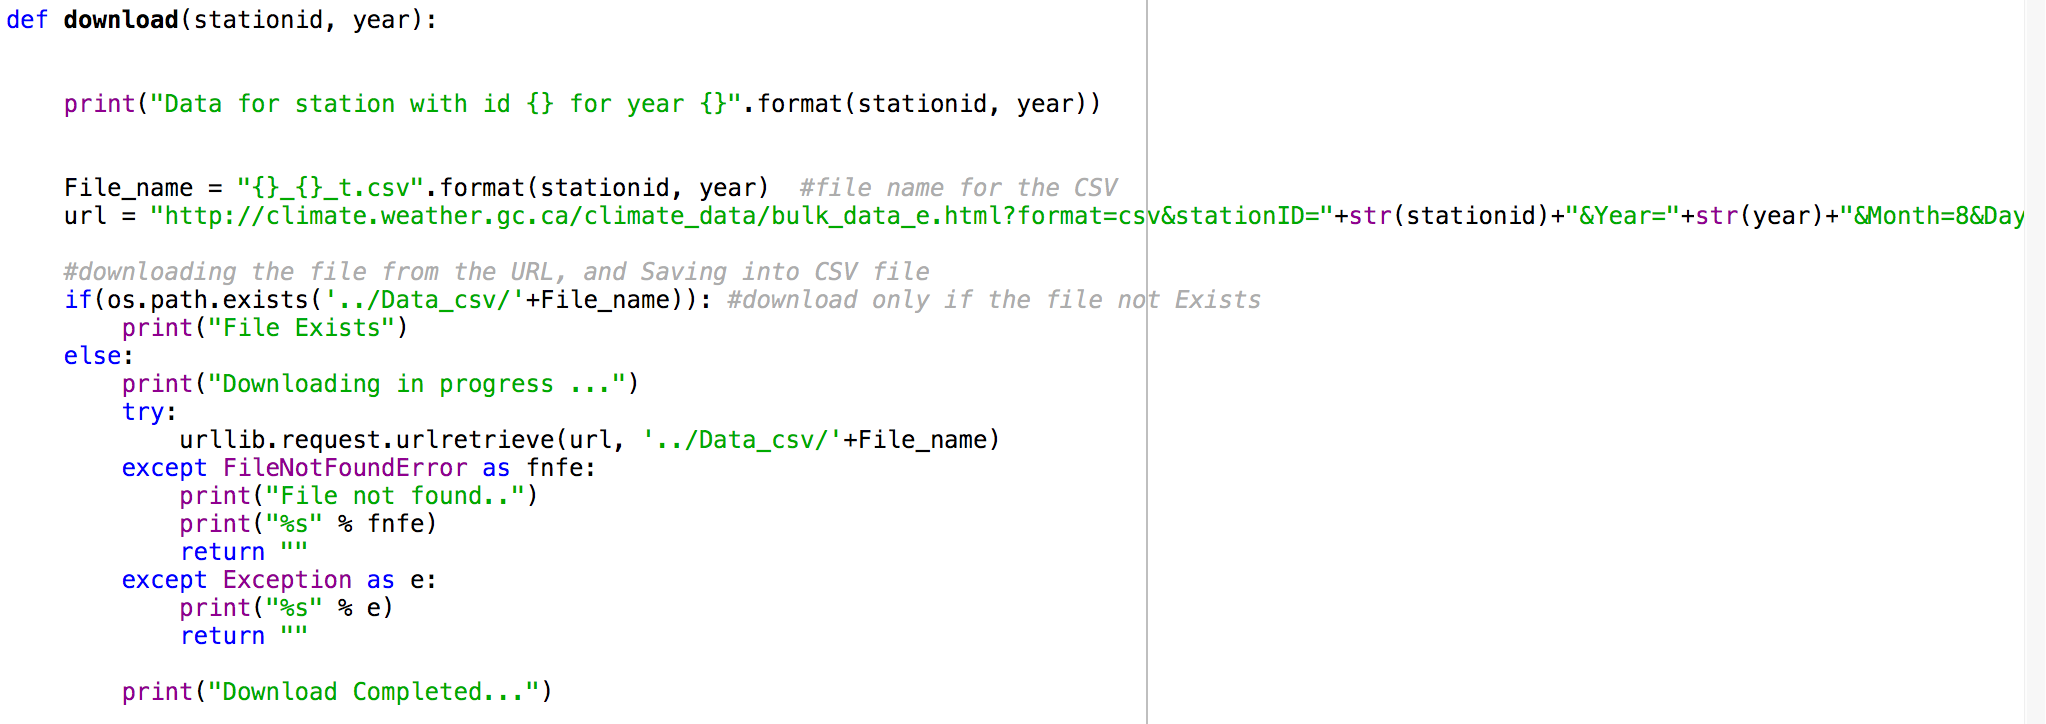 def download(stationid, year):
print("Data for station with id {} for year {}".format(stationid, year))
File_name = "{}_{}_t.csv".format(stationid, year)  #file name for the CSV
url = "http://climate.weather.gc.ca/climate_data/bulk_data_e.html?format=csv&stationID="+str(stationid)+"&Year="+str(year)+"&Month=8&Day
#downloading the file from the URL, and Saving into CSV file
if(os.path.exists('../Data_csv/'+File_name)): #download only if the file not Exists
print("File Exists")
else:
print("Downloading in progress ...")
try:
urllib.request.urlretrieve(url, '../Data_csv/'+File_name)
except FileNotFoundError as fnfe:
print("File not found..")
print("%s" % fnfe)
return ""
except Exception as e:
print("%s" % e)
return ""
print("Download Completed...")